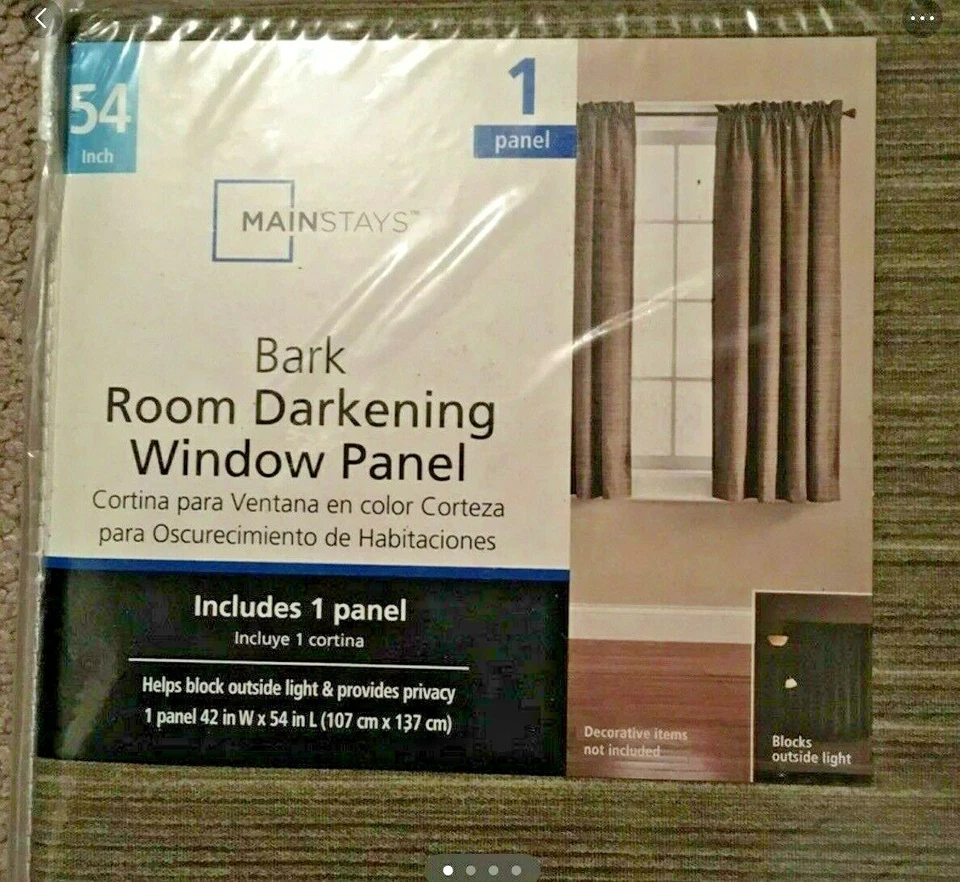 54
Inch
1
panel
MAINSTAYS™
Bark
Room Darkening
Window Panel
Cortina para Ventana en color Corteza
para Oscurecimiento de Habitaciones
Includes 1 panel
Incluye 1 cortina
Helps block outside light & provides privacy
1 panel 42 in W x 54 in L (107 cm x 137 cm)
Decorative items
not included
Blocks
outside light